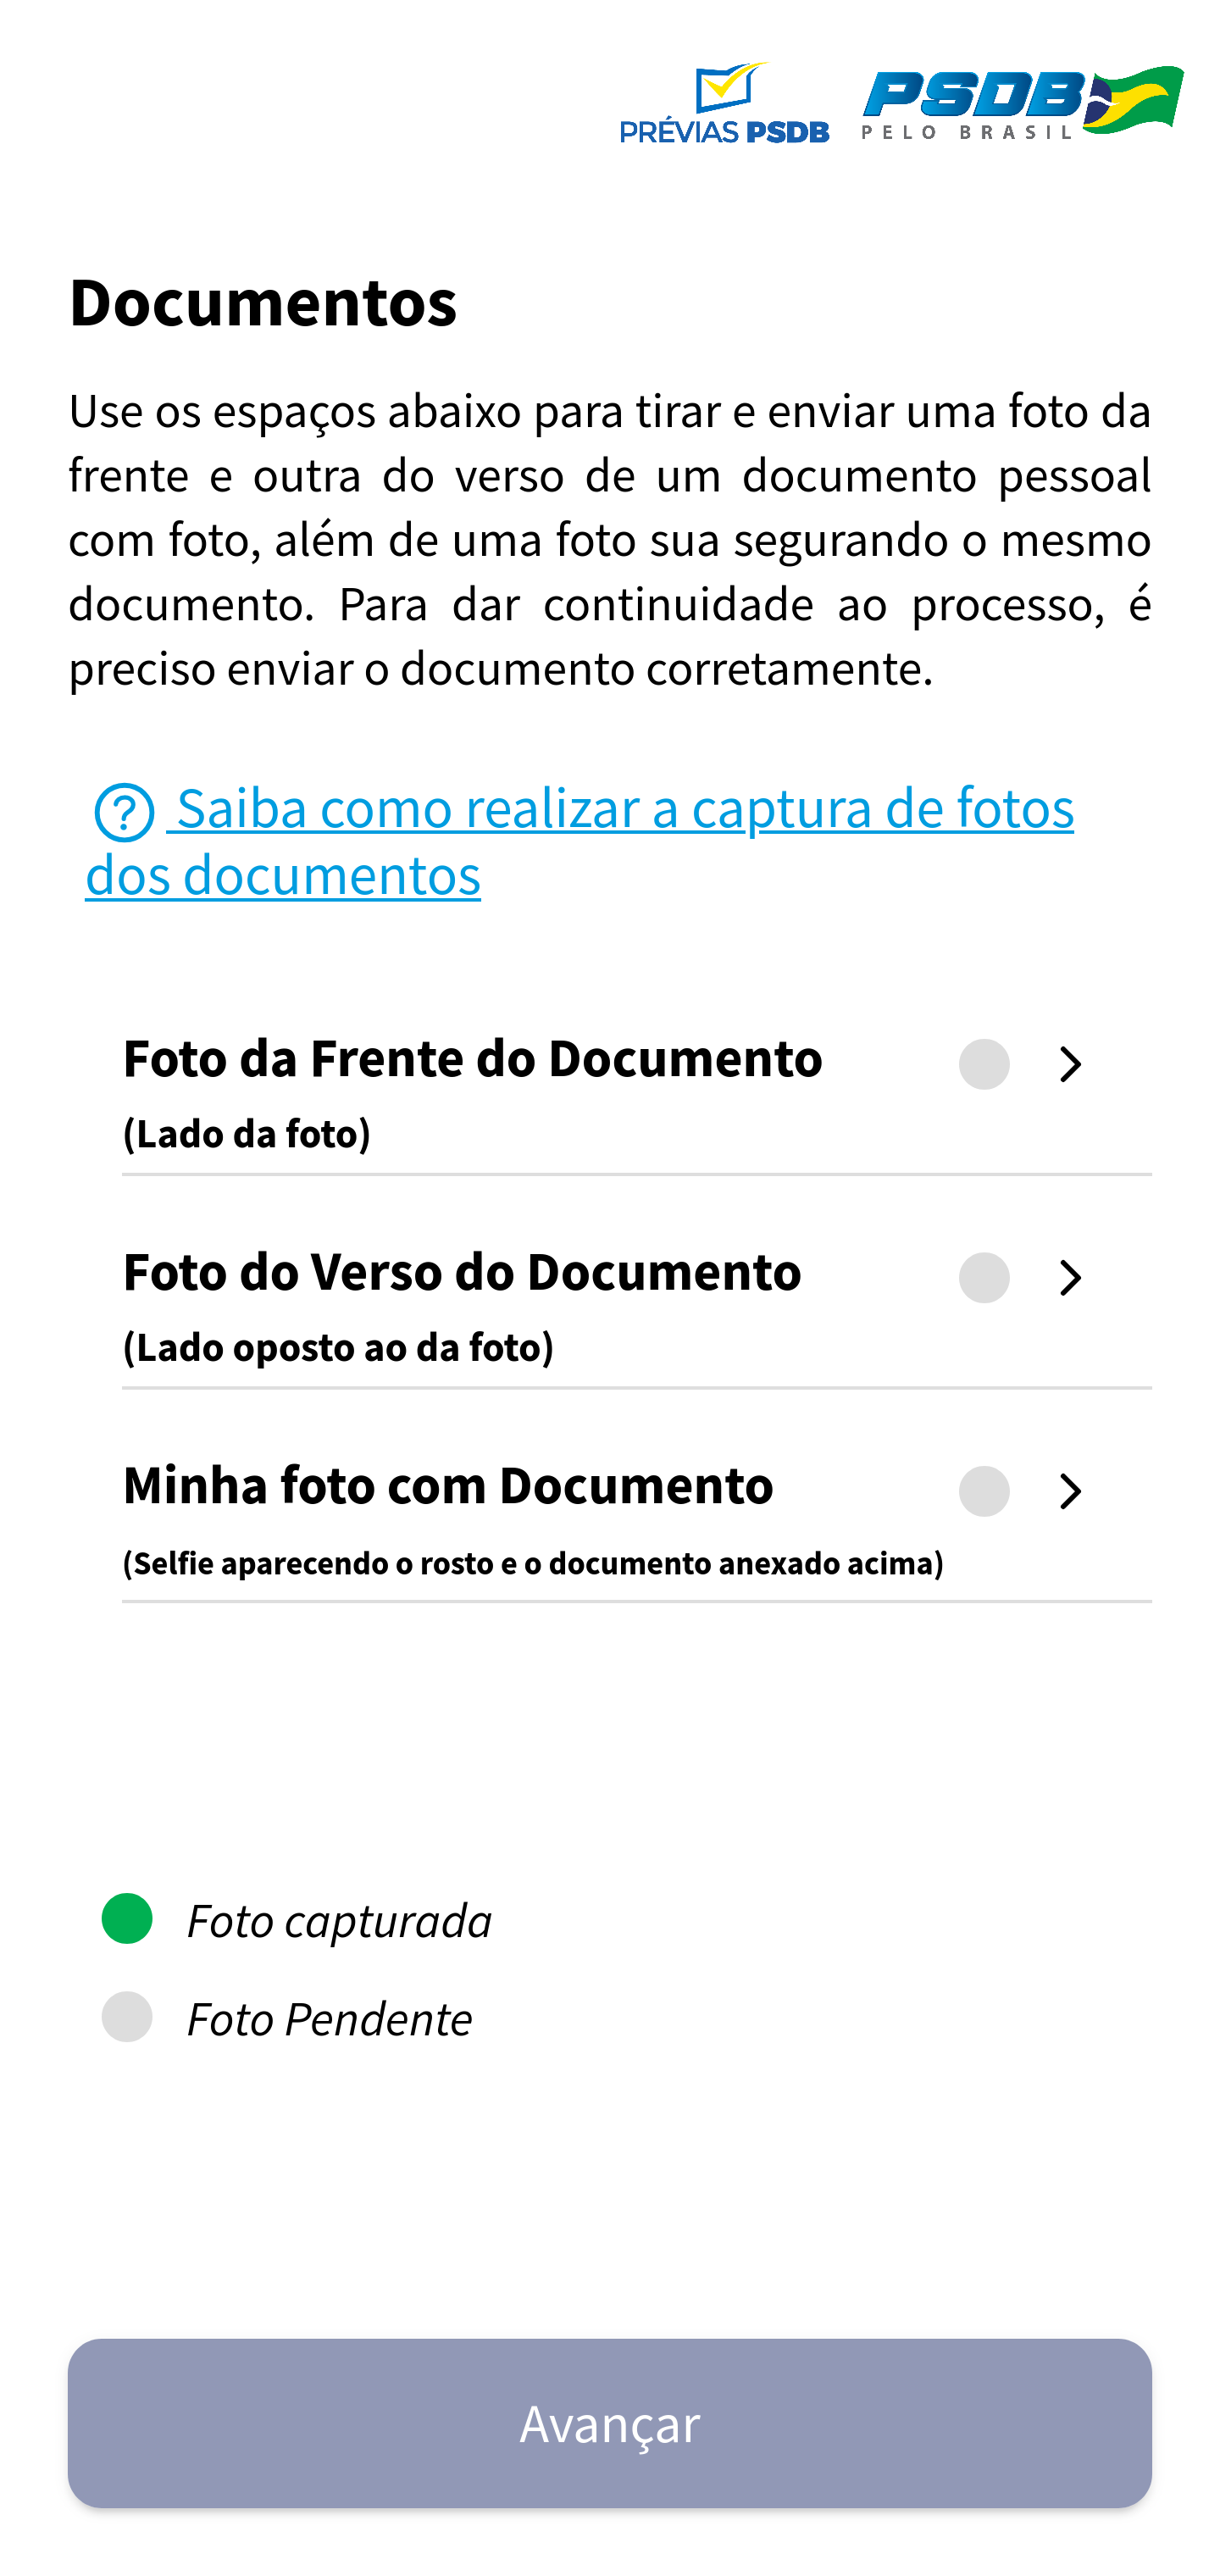 PRÉVIAS PSDB
PSDB
PELO BRASIL
Documentos
Use os espaços abaixo para tirar e enviar uma foto da
frente e outra do verso de um documento pessoal
com foto, além de uma foto sua segurando o mesmo
documento. Para dar continuidade ao processo, é
preciso enviar o documento corretamente.
? Saiba como realizar a captura de fotos
dos documentos
Foto da Frente do Documento
(Lado da foto)
Foto do Verso do Documento
(Lado oposto ao da foto)
Minha foto com Documento
(Selfie aparecendo o rosto e o documento anexado acima)
Foto capturada
Foto Pendente
Avançar